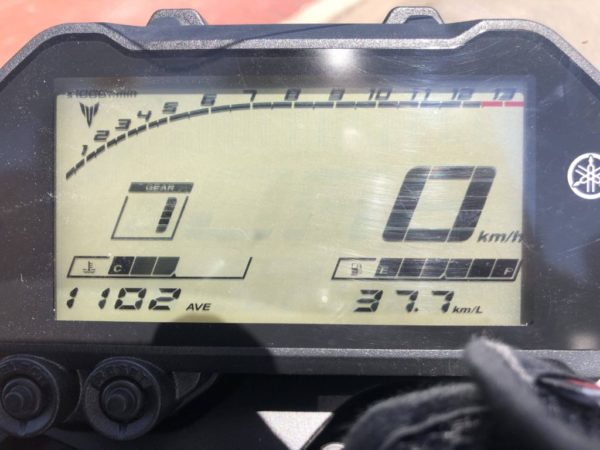 x1000r/min
1 2 3 4 5 6 7 8 9 10 11 12 13
GEAR
1
0 km/h
C
E F
1102 AVE 37.7 km/L